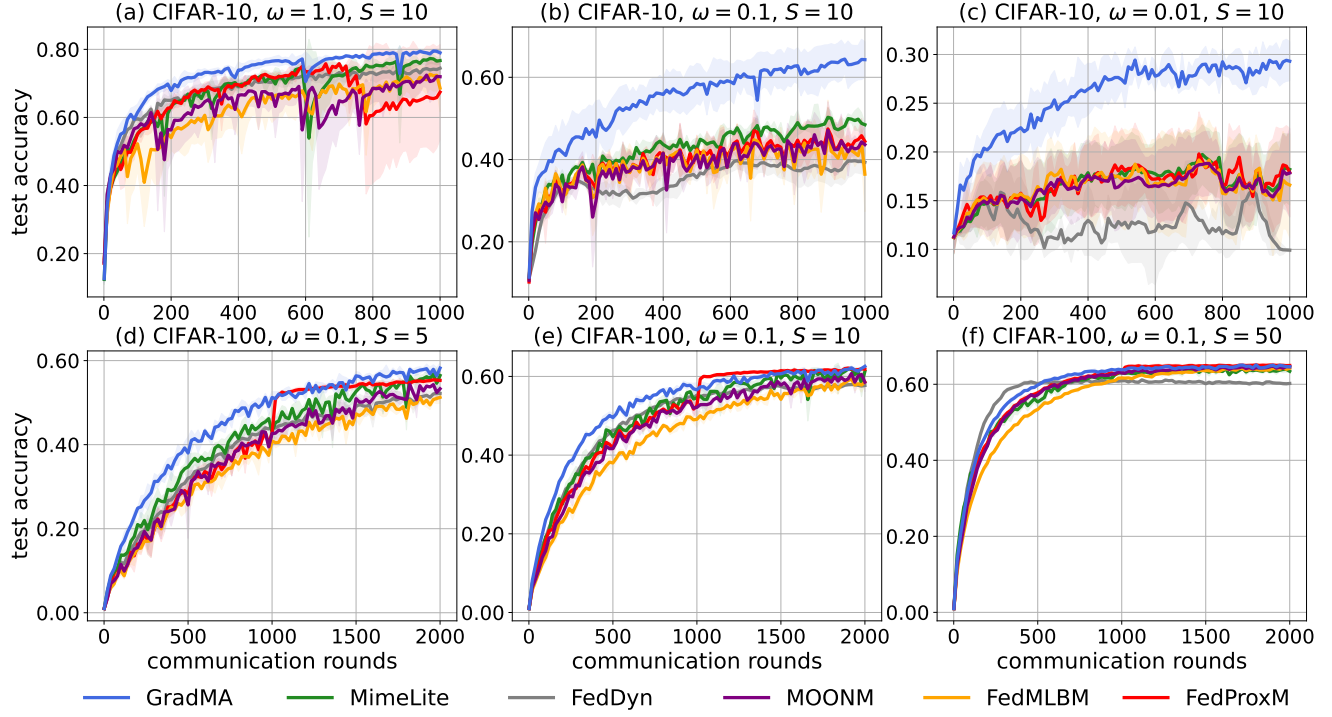 (a) CIFAR-10, ω = 1.0, S = 10
(b) CIFAR-10, ω = 0.1, S = 10
(c) CIFAR-10, ω = 0.01, S = 10
test accuracy
0.80
0.60
0.40
0.20
0 200 400 600 800 1000
0.60
0.40
0.20
0 200 400 600 800 1000
0.30
0.25
0.20
0.15
0.10
0 200 400 600 800 1000
(d) CIFAR-100, ω = 0.1, S = 5
(e) CIFAR-100, ω = 0.1, S = 10
(f) CIFAR-100, ω = 0.1, S = 50
test accuracy
0.60
0.40
0.20
0.00
0 500 1000 1500 2000
communication rounds
0.60
0.40
0.20
0.00
0 500 1000 1500 2000
communication rounds
0.60
0.40
0.20
0.00
0 500 1000 1500 2000
communication rounds
GradMA MimeLite FedDyn MOONM FedMLBM FedProxM